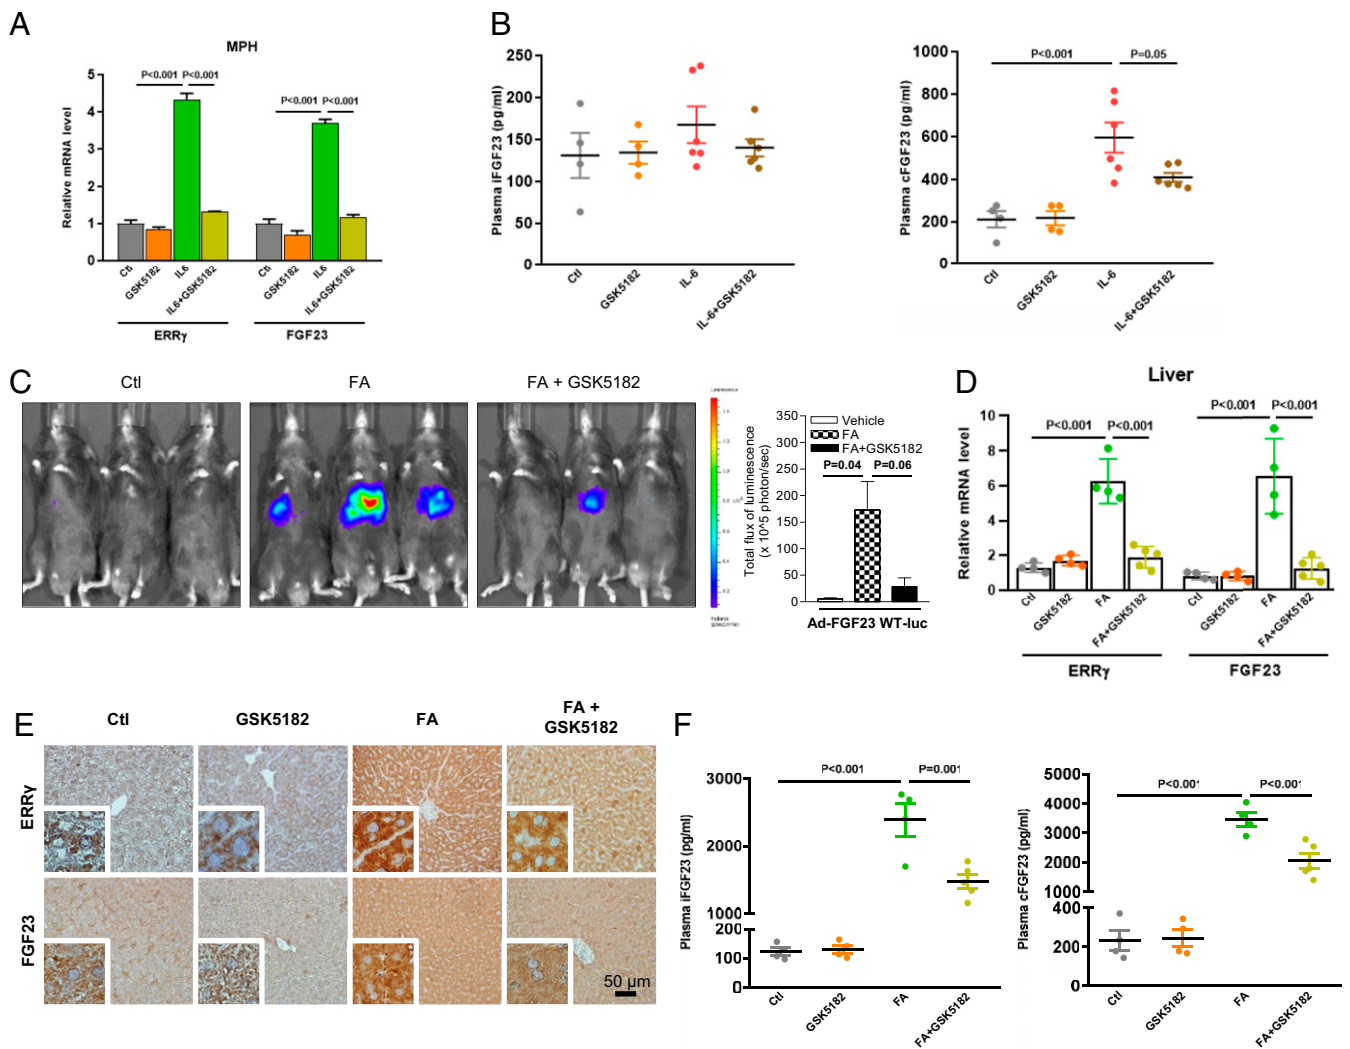 A
MPH
Relative mRNA level
5
4
3
2
1
0
P<0.001 P<0.001
P<0.001 P<0.001
Ctl
GSK5182
IL6
IL6+GSK5182
Ctl
GSK5182
IL6
IL6+GSK5182
ERRγ
FGF23
B
Plasma iFGF23 (pg/ml)
250
200
150
100
50
0
Ctl
GSK5182
IL-6
IL-6+GSK5182
Plasma cFGF23 (pg/ml)
1000
800
600
400
200
0
P<0.001
P=0.05
Ctl
GSK5182
IL-6
IL-6+GSK5182
C
Ctl
FA
FA + GSK5182
Total flux of luminescence
(x 10^5 photon/sec)
350
300
250
200
150
100
50
0
Vehicle
FA
FA+GSK5182
P=0.04
P=0.06
Ad-FGF23 WT-luc
D
Liver
Relative mRNA level
10
8
6
4
2
0
P<0.001
P<0.001
P<0.001
P<0.001
Ctl
GSK5182
FA
FA+GSK5182
Ctl
GSK5182
FA
FA+GSK5182
ERRγ
FGF23
E
Ctl
GSK5182
FA
FA +
GSK5182
ERRγ
FGF23
50 µm
F
Plasma iFGF23 (pg/ml)
3000
2000
1000
200
100
0
P<0.001
P=0.001
Ctl
GSK5182
FA
FA+GSK5182
Plasma cFGF23 (pg/ml)
5000
4000
3000
2000
1000
400
200
0
P<0.001
P<0.001
Ctl
GSK5182
FA
FA+GSK5182